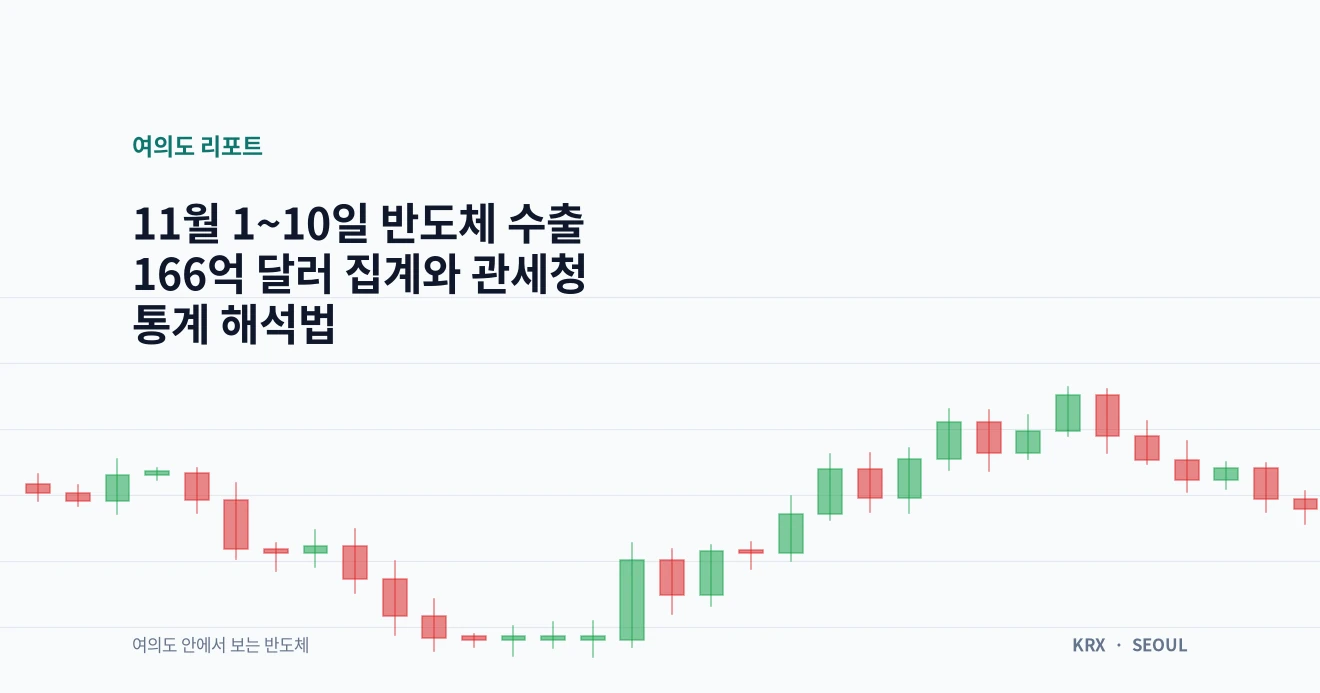 여의도 리포트
11월 1~10일 반도체 수출
166억 달러 집계와 관세청
통계 해석법
여의도 안에서 보는 반도체
KRX · SEOUL